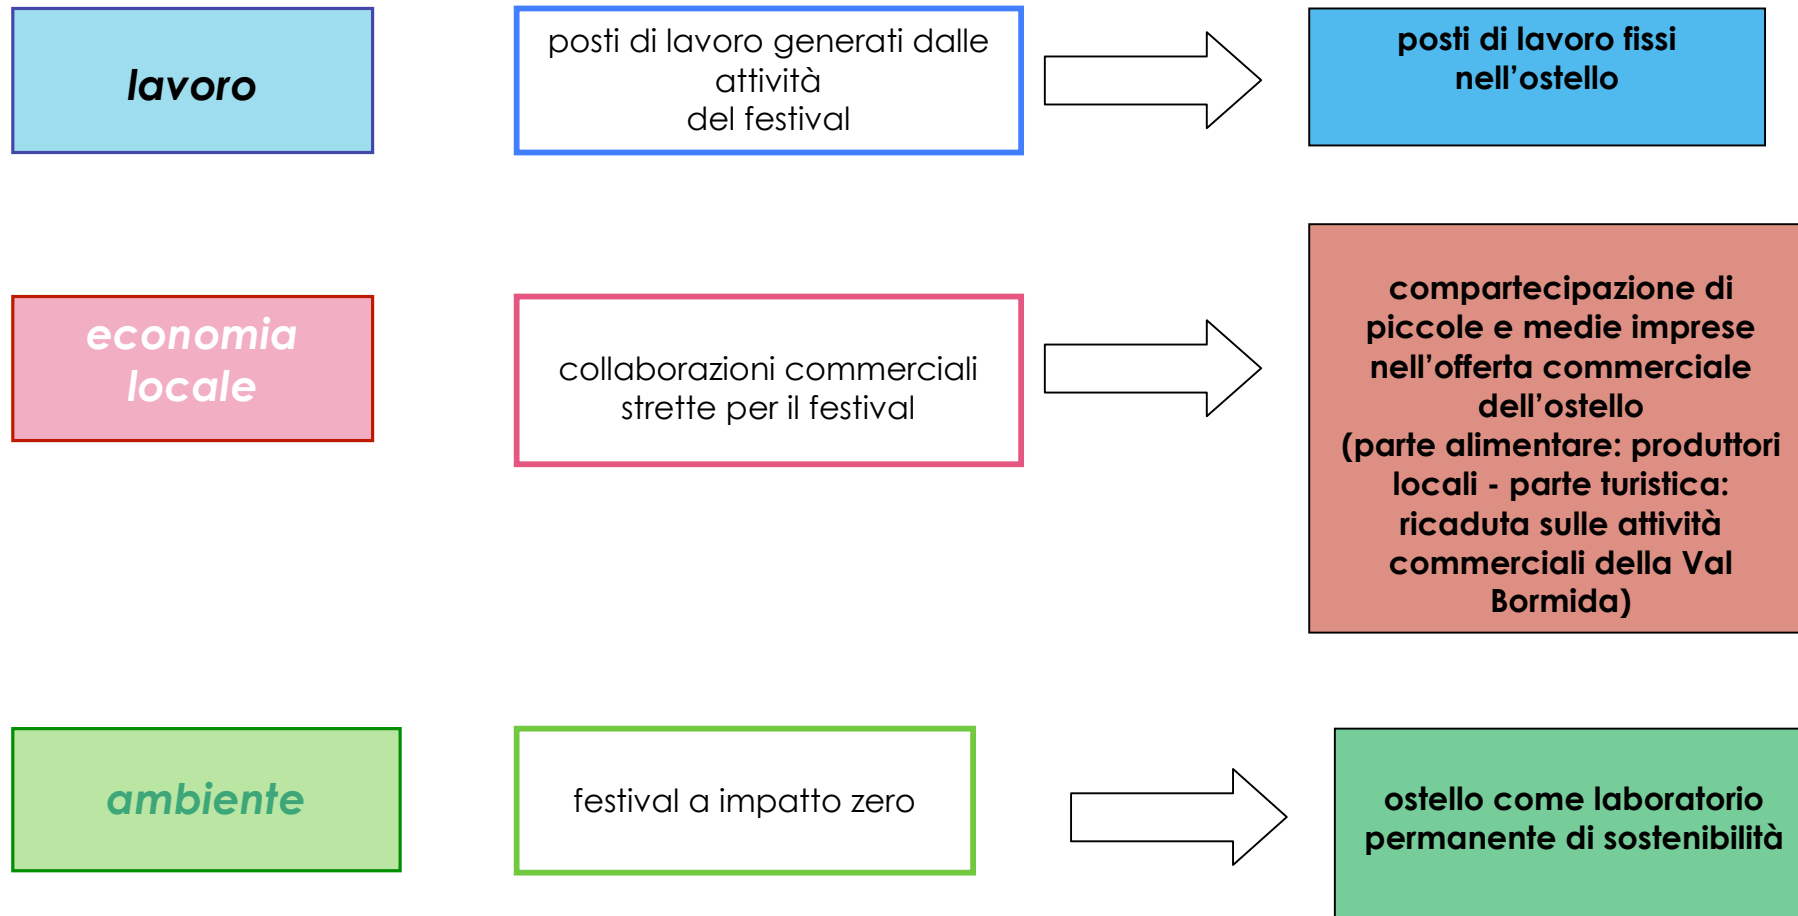 lavoro
posti di lavoro generati dalle
attività
del festival
posti di lavoro fissi
nell’ostello
economia
locale
collaborazioni commerciali
strette per il festival
compartecipazione di
piccole e medie imprese
nell’offerta commerciale
dell’ostello
(parte alimentare: produttori
locali - parte turistica:
ricaduta sulle attività
commerciali della Val
Bormida)
ambiente
festival a impatto zero
ostello come laboratorio
permanente di sostenibilità